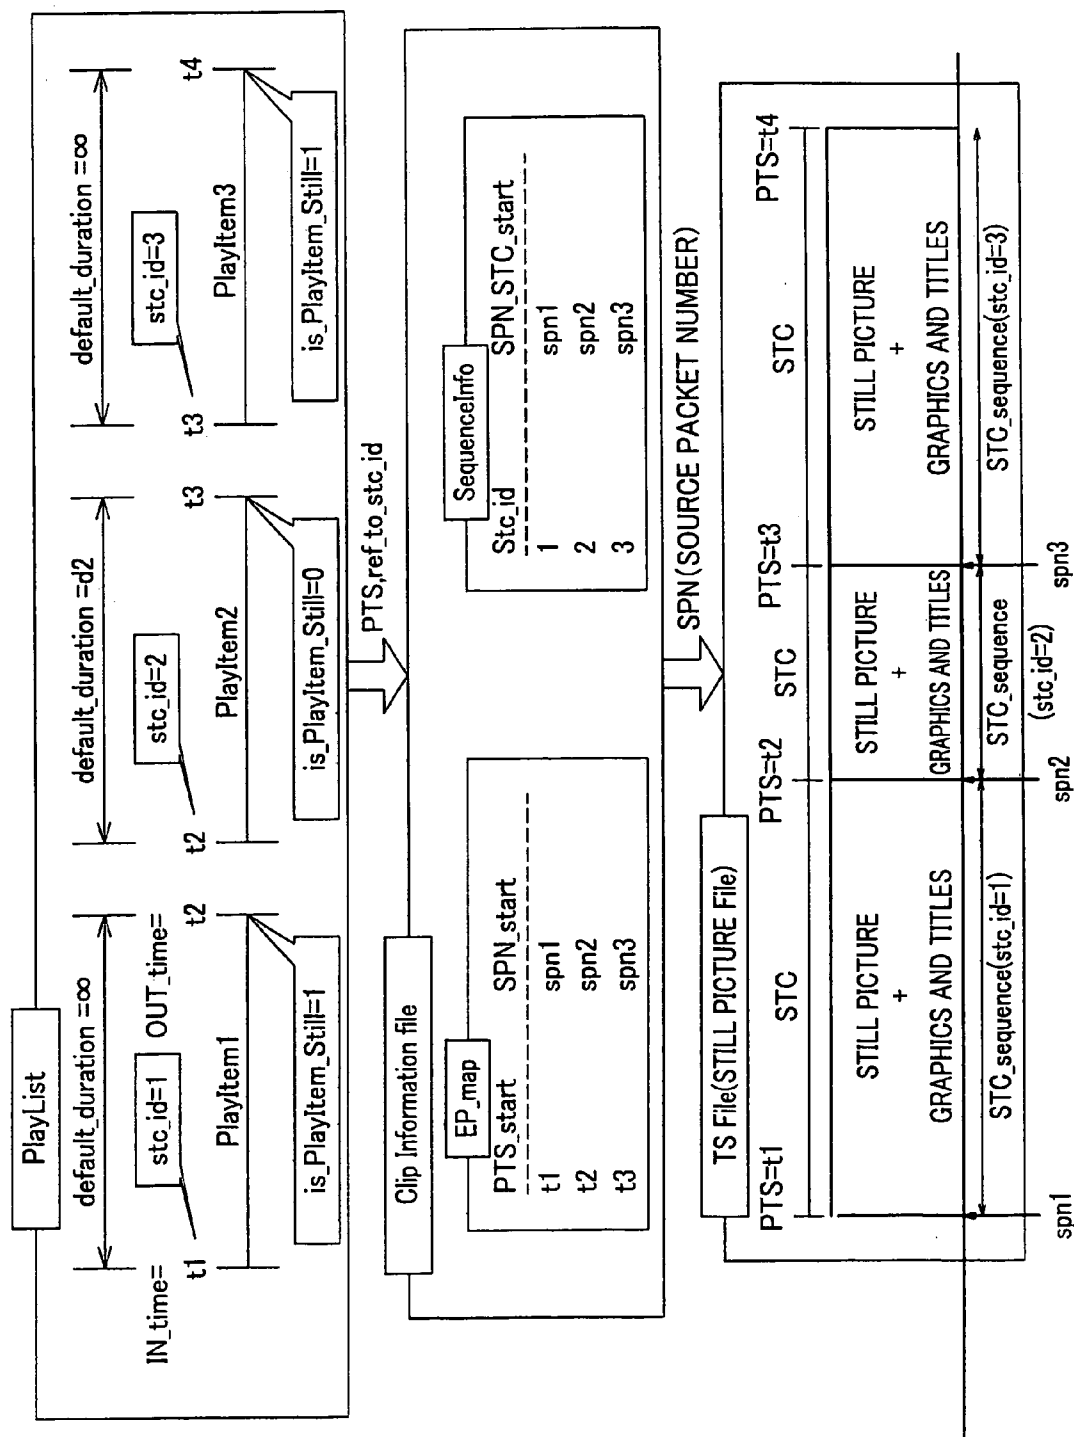 PlayList
default_duration =∞
default_duration =d2
default_duration =∞
IN_time=
stc_id=1
OUT_time=
stc_id=2
stc_id=3
t1
t2
t2
t3
t3
t4
PlayItem1
PlayItem2
PlayItem3
is_PlayItem_Still=1
is_PlayItem_Still=0
is_PlayItem_Still=1
PTS,ref_to_stc_id
Clip Information file
EP_map
PTS_start SPN_start
t1 spn1
t2 spn2
t3 spn3
SequenceInfo
Stc_id SPN_STC_start
1 spn1
2 spn2
3 spn3
SPN(SOURCE PACKET NUMBER)
TS File(STILL PICTURE File)
PTS=t1
PTS=t2
PTS=t3
PTS=t4
STC
STC
STC
STILL PICTURE
+
GRAPHICS AND TITLES
STILL PICTURE
+
GRAPHICS AND TITLES
STILL PICTURE
+
GRAPHICS AND TITLES
STC_sequence(stc_id=1)
STC_sequence
(stc_id=2)
STC_sequence(stc_id=3)
spn1
spn2
spn3